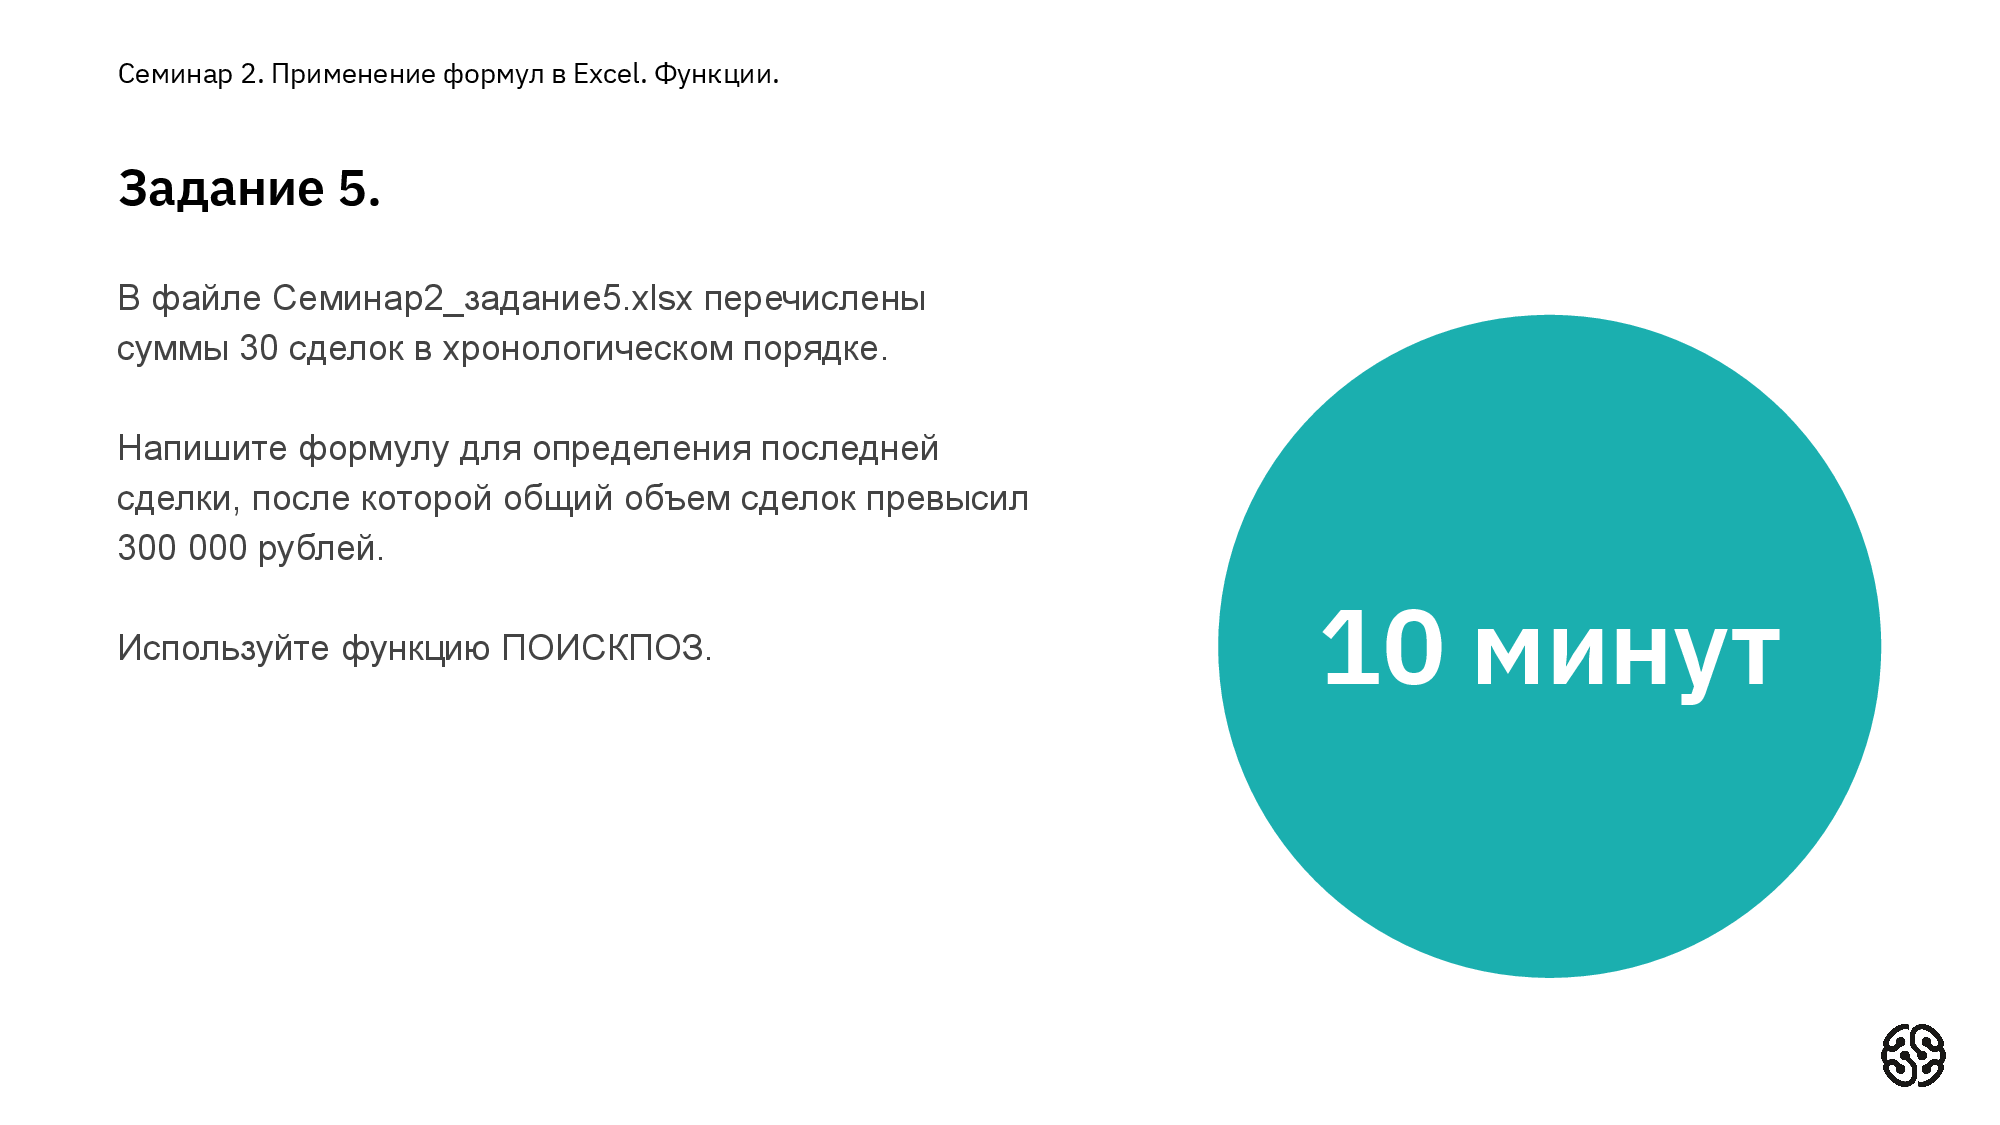 Семинар 2. Применение формул в Excel. Функции.
Задание 5.
В файле Семинар2_задание5.xlsx перечислены
суммы 30 сделок в хронологическом порядке.
Напишите формулу для определения последней
сделки, после которой общий объем сделок превысил
300 000 рублей.
Используйте функцию ПОИСКПОЗ.
10 минут